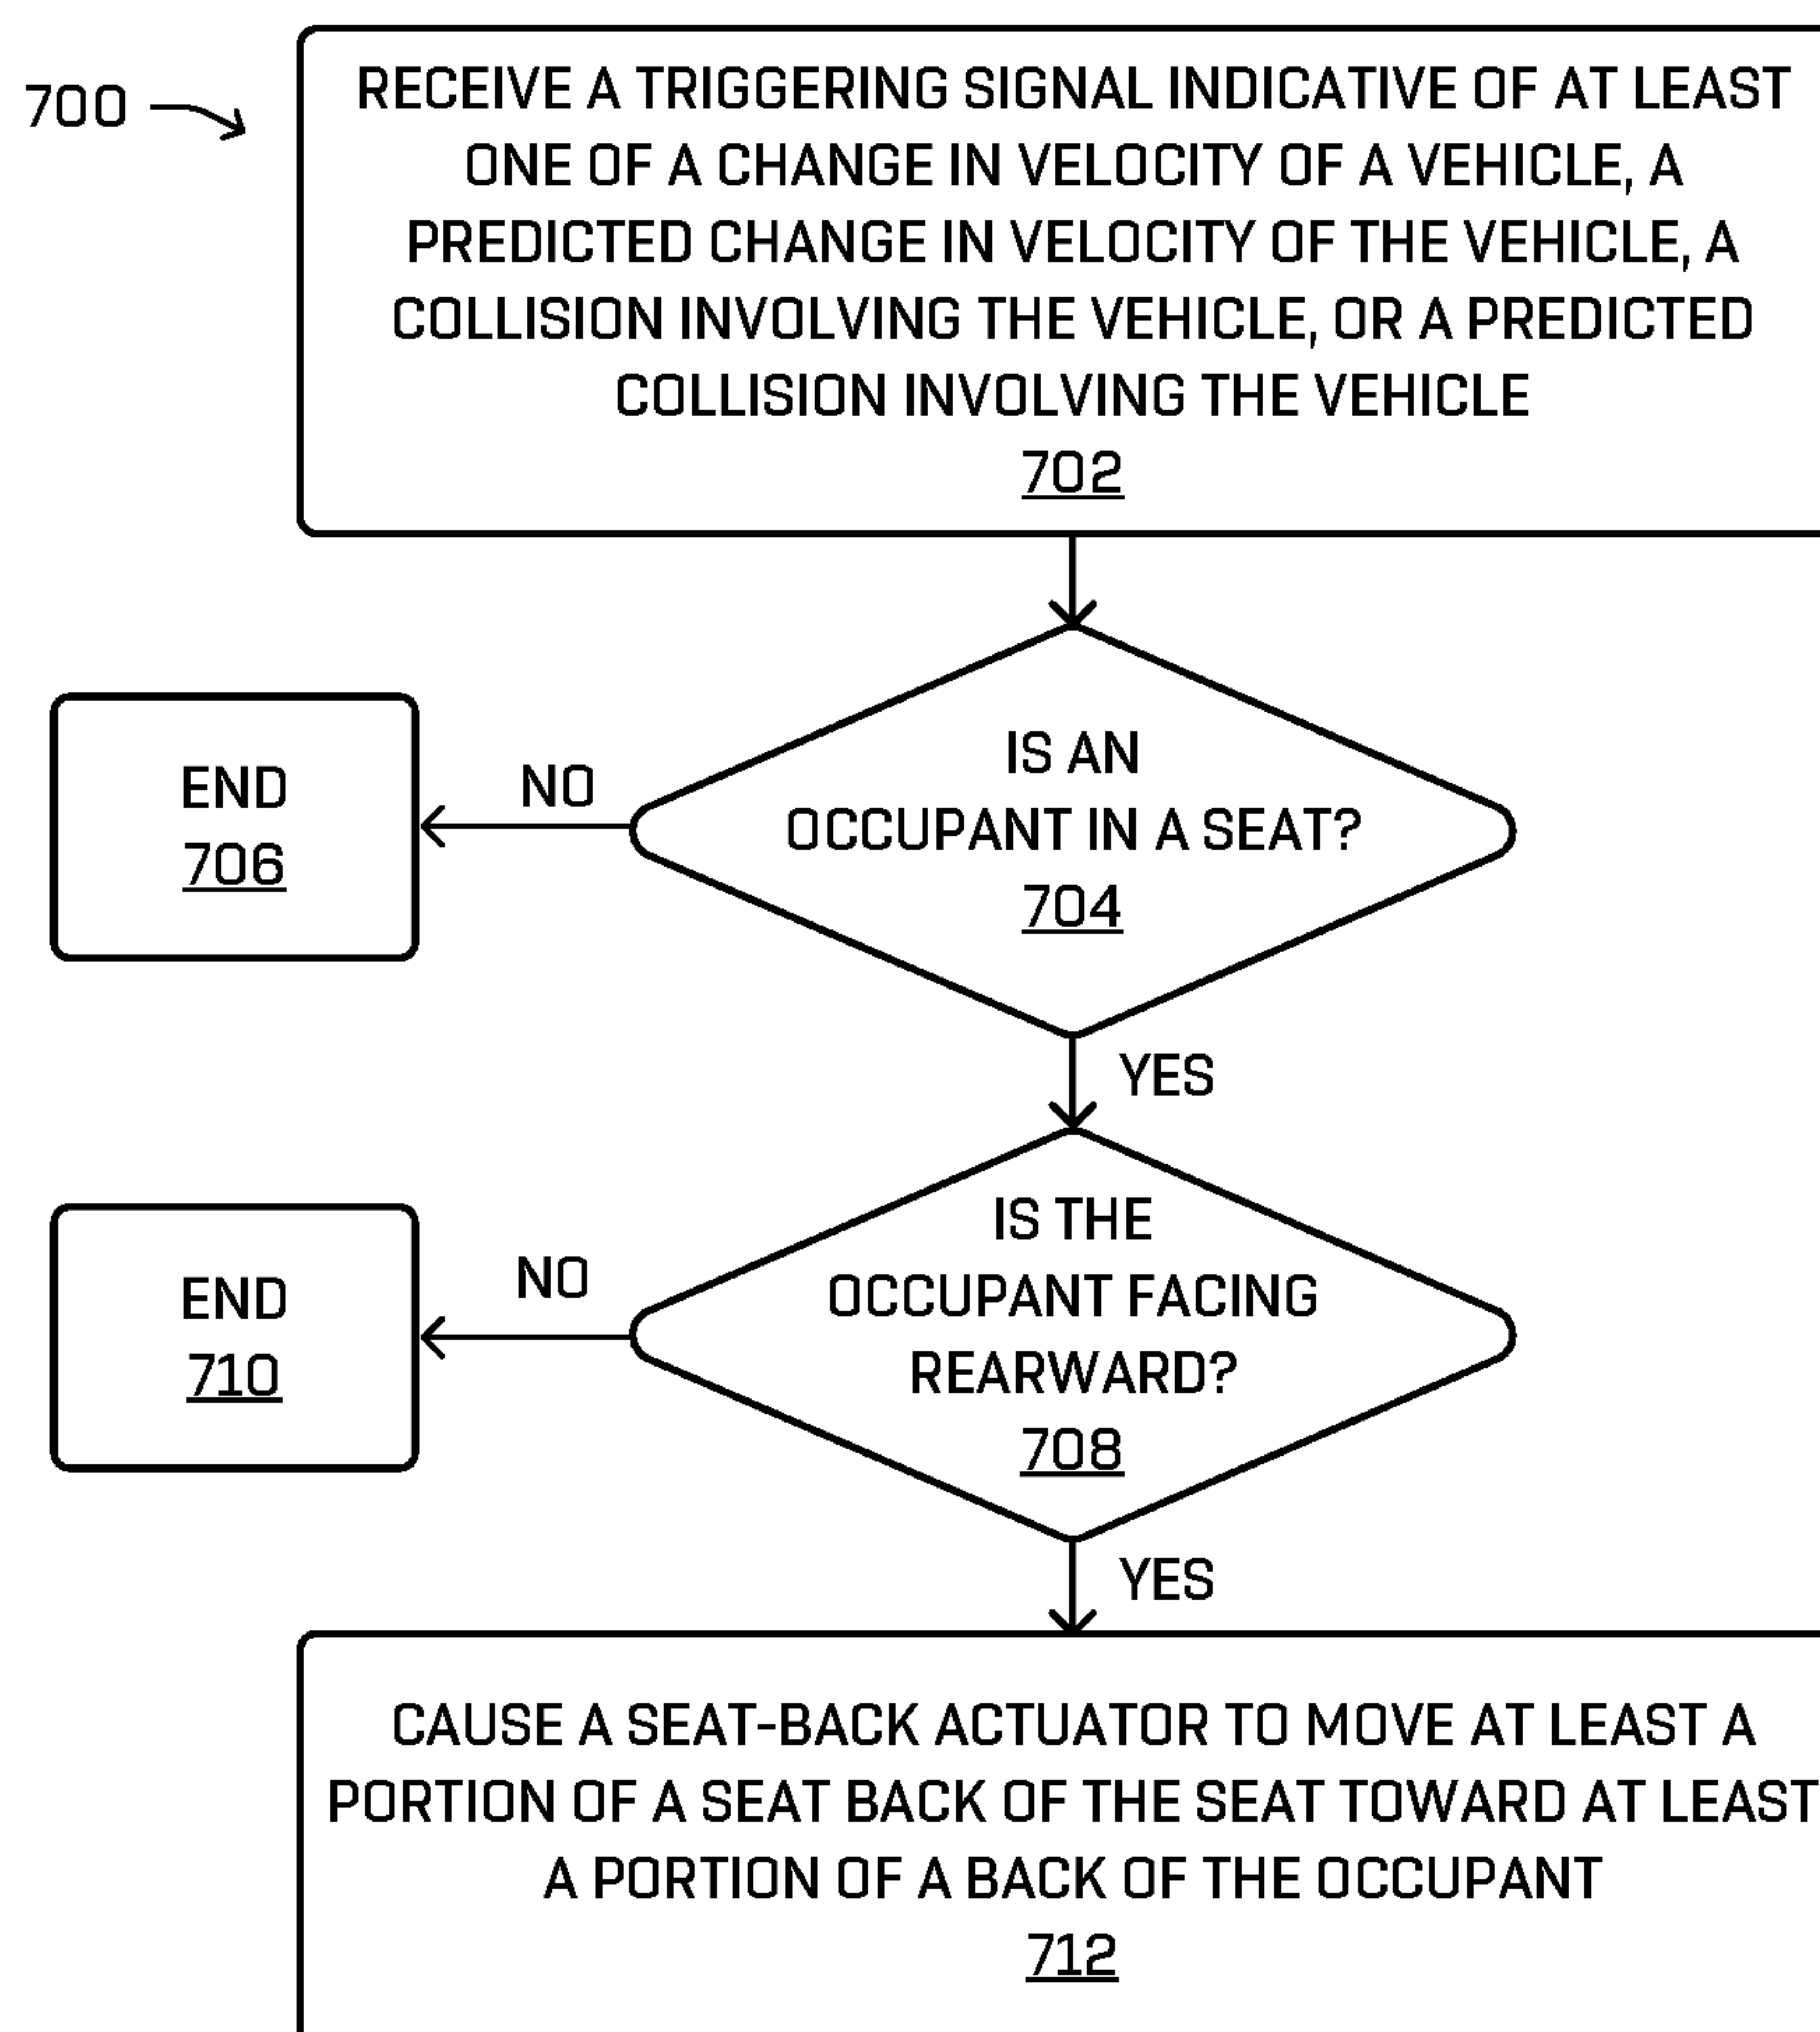 700
RECEIVE A TRIGGERING SIGNAL INDICATIVE OF AT LEAST
ONE OF A CHANGE IN VELOCITY OF A VEHICLE, A
PREDICTED CHANGE IN VELOCITY OF THE VEHICLE, A
COLLISION INVOLVING THE VEHICLE, OR A PREDICTED
COLLISION INVOLVING THE VEHICLE
702
IS AN
OCCUPANT IN A SEAT?
704
NO
END
706
YES
IS THE
OCCUPANT FACING
REARWARD?
708
NO
END
710
YES
CAUSE A SEAT-BACK ACTUATOR TO MOVE AT LEAST A
PORTION OF A SEAT BACK OF THE SEAT TOWARD AT LEAST
A PORTION OF A BACK OF THE OCCUPANT
712